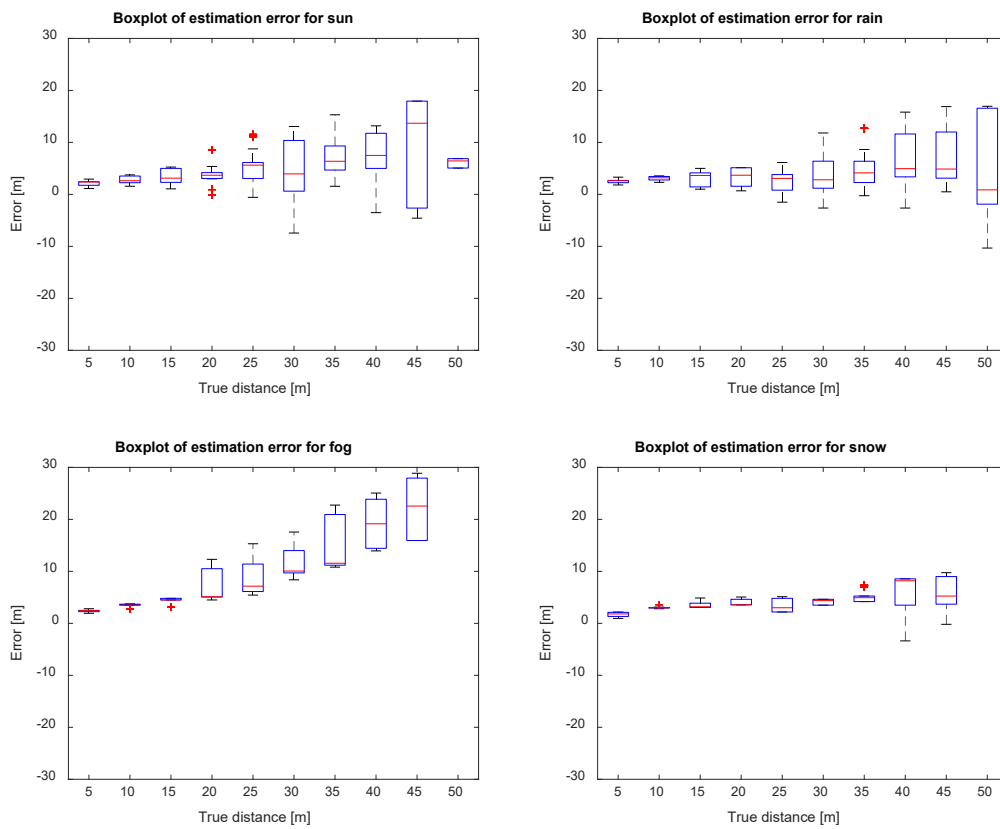 Boxplot of estimation error for sun
30
20
10
0
-10
-20
-30
Error [m]
5 10 15 20 25 30 35 40 45 50
True distance [m]
Boxplot of estimation error for rain
30
20
10
0
-10
-20
-30
Error [m]
5 10 15 20 25 30 35 40 45 50
True distance [m]
Boxplot of estimation error for fog
30
20
10
0
-10
-20
-30
Error [m]
5 10 15 20 25 30 35 40 45 50
True distance [m]
Boxplot of estimation error for snow
30
20
10
0
-10
-20
-30
Error [m]
5 10 15 20 25 30 35 40 45 50
True distance [m]